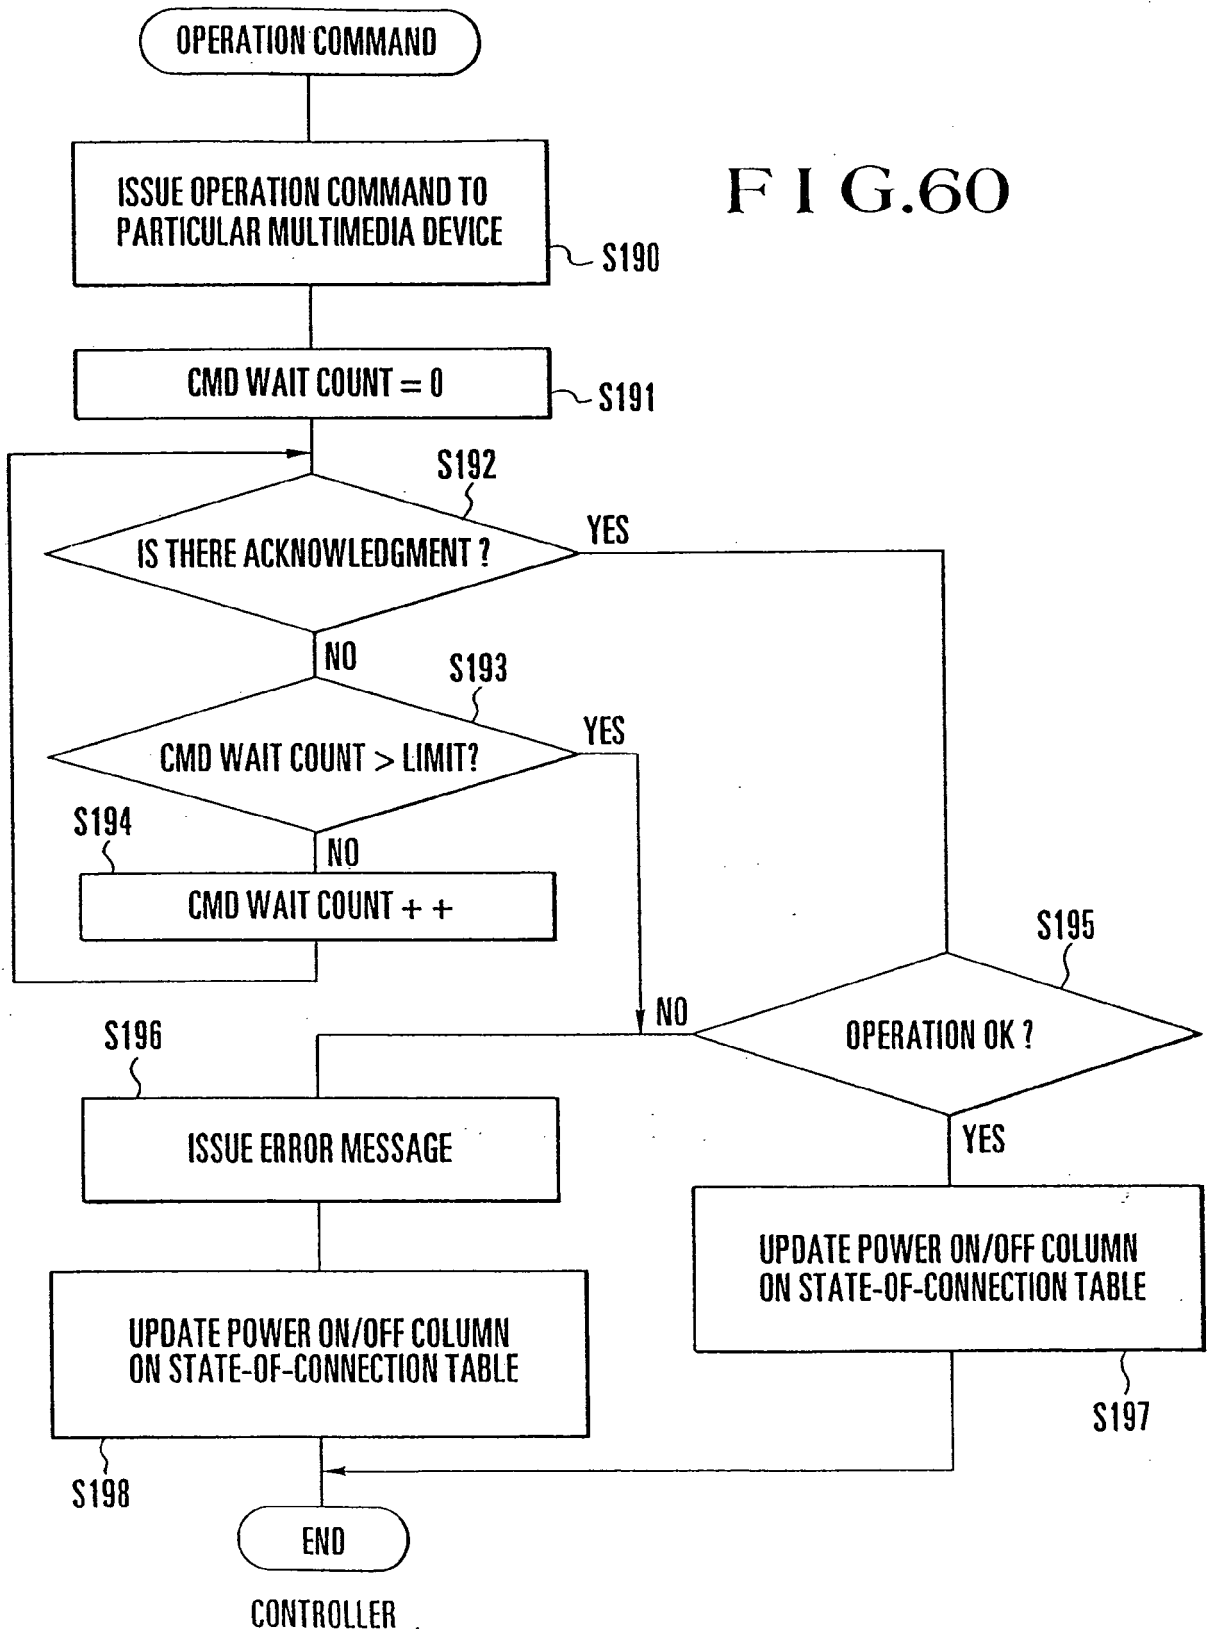 OPERATION COMMAND
FIG.60
ISSUE OPERATION COMMAND TO
PARTICULAR MULTIMEDIA DEVICE
S190
CMD WAIT COUNT = 0
S191
S192
IS THERE ACKNOWLEDGMENT ?
YES
NO
S193
CMD WAIT COUNT > LIMIT?
YES
S194
NO
CMD WAIT COUNT + +
S195
OPERATION OK ?
NO
S196
ISSUE ERROR MESSAGE
YES
UPDATE POWER ON/OFF COLUMN
ON STATE-OF-CONNECTION TABLE
S197
UPDATE POWER ON/OFF COLUMN
ON STATE-OF-CONNECTION TABLE
S198
END
CONTROLLER